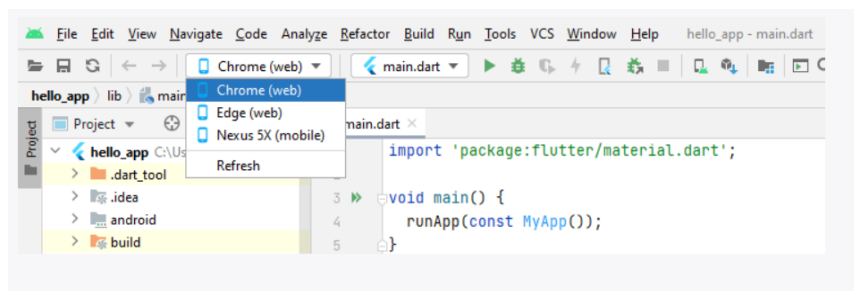 File Edit View Navigate Code Analyze Refactor Build Run Tools VCS Window Help hello_app - main.dart
Chrome (web) main.dart
hello_app lib main
Chrome (web)
Edge (web)
Nexus 5X (mobile)
Refresh
Project
Project
hello_app C:\Us
.dart_tool
.idea
android
build
main.dart
import 'package:flutter/material.dart';
3 void main() {
4 runApp(const MyApp());
5 }